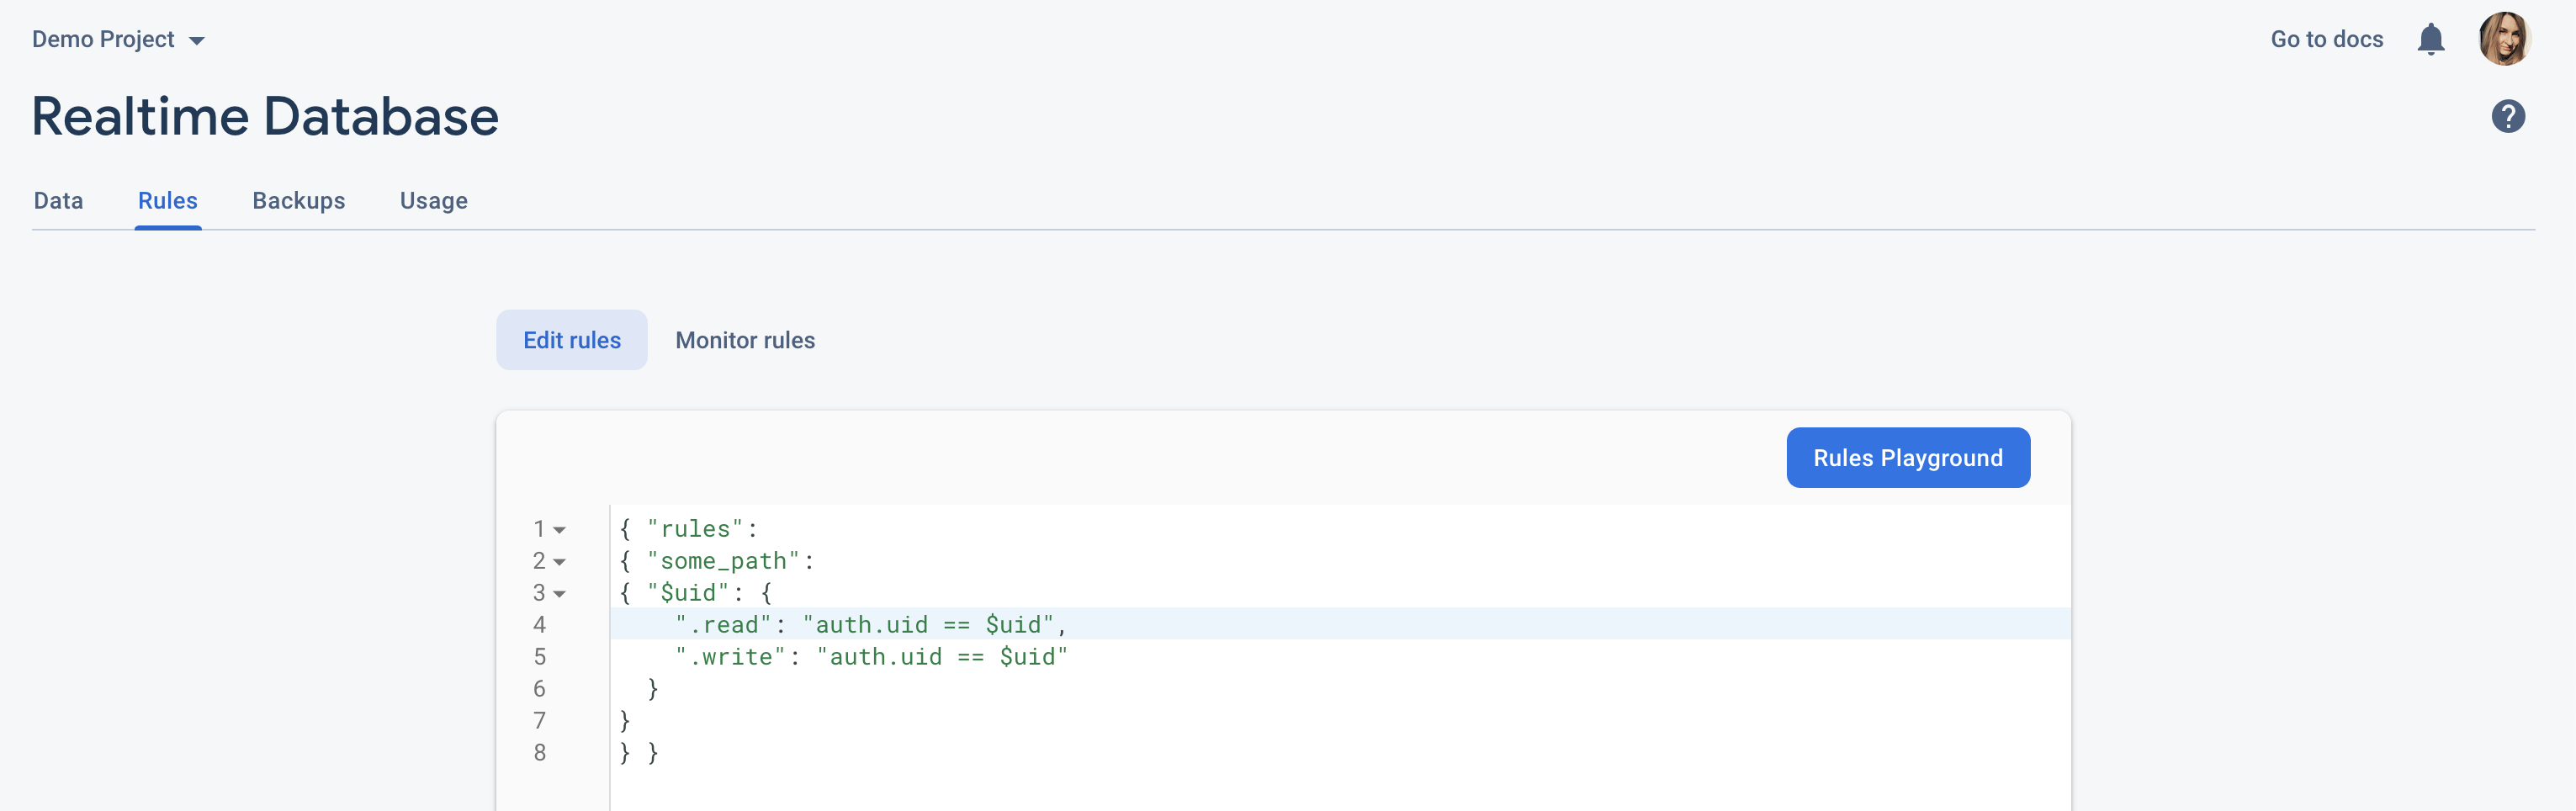 Demo Project
Go to docs
Realtime Database
?
Data Rules Backups Usage
Edit rules Monitor rules
Rules Playground
1 { "rules":
2 { "some_path":
3 { "$uid": {
4 ".read": "auth.uid == $uid",
5 ".write": "auth.uid == $uid"
6 }
7 }
8 } }